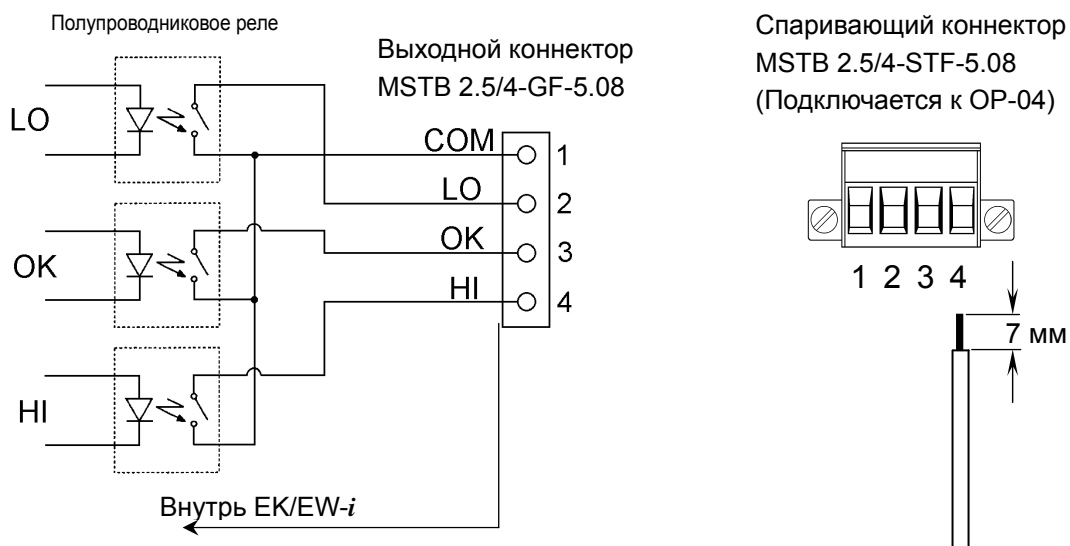 Полупроводниковое реле
Выходной коннектор
MSTB 2.5/4-GF-5.08
Спаривающий коннектор
MSTB 2.5/4-STF-5.08
(Подключается к OP-04)
LO
COM
1
LO
2
OK
OK
3
HI
4
HI
1 2 3 4
7 мм
Внутрь EK/EW-i